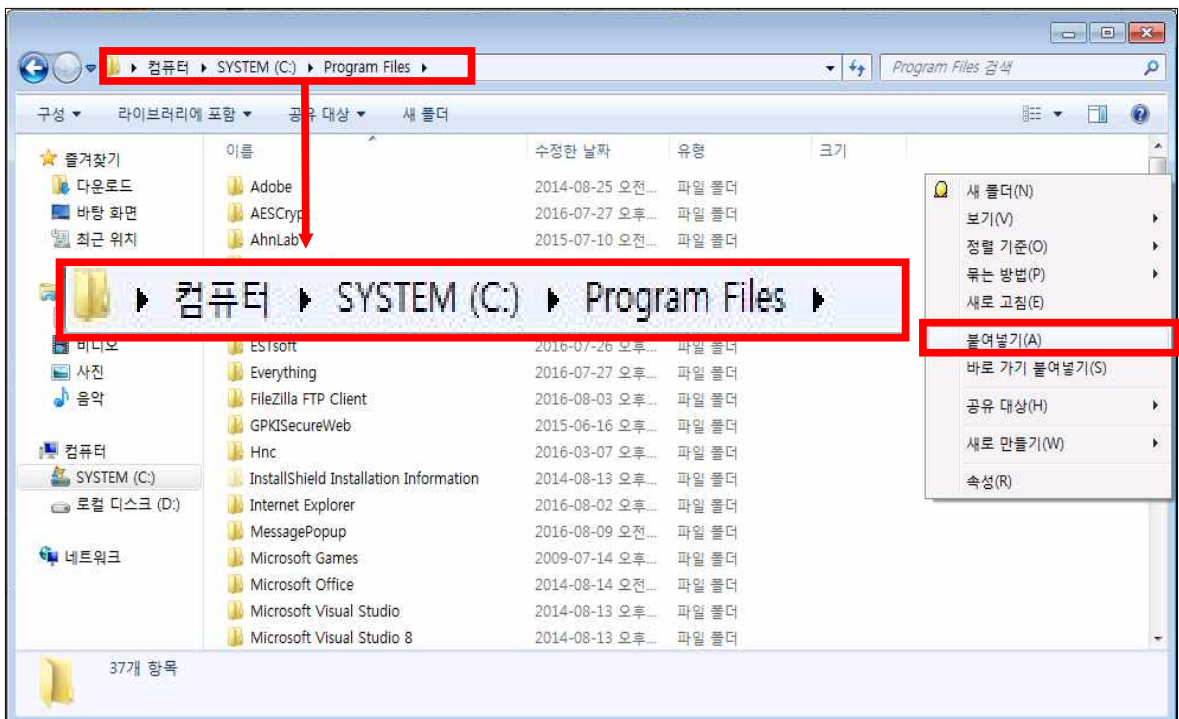 컴퓨터 ▸ SYSTEM (C:) ▸ Program Files ▸
Program Files 검색
구성 ▼ 라이브러리에 포함 ▼ 공유 대상 ▼ 새 폴더
이름 수정한 날짜 유형 크기
즐겨찾기
다운로드
바탕 화면
최근 위치
비디오
사진
음악
컴퓨터
SYSTEM (C:)
로컬 디스크 (D:)
네트워크
Adobe 2014-08-25 오전... 파일 폴더
AESCryp 2016-07-27 오후... 파일 폴더
AhnLab 2015-07-10 오전... 파일 폴더
컴퓨터 ▸ SYSTEM (C:) ▸ Program Files ▸
ESTsoft 2016-07-26 오후... 파일 폴더
Everything 2016-07-27 오후... 파일 폴더
FileZilla FTP Client 2016-08-03 오후... 파일 폴더
GPKISecureWeb 2015-06-16 오후... 파일 폴더
Hnc 2016-03-07 오후... 파일 폴더
InstallShield Installation Information 2014-08-13 오후... 파일 폴더
Internet Explorer 2016-08-02 오후... 파일 폴더
MessagePopup 2016-08-09 오전... 파일 폴더
Microsoft Games 2009-07-14 오후... 파일 폴더
Microsoft Office 2014-08-14 오전... 파일 폴더
Microsoft Visual Studio 2014-08-13 오후... 파일 폴더
Microsoft Visual Studio 8 2014-08-13 오후... 파일 폴더
새 폴더(N)
보기(V)
정렬 기준(O)
묶는 방법(P)
새로 고침(E)
붙여넣기(A)
바로 가기 붙여넣기(S)
공유 대상(H)
새로 만들기(W)
속성(R)
37개 항목